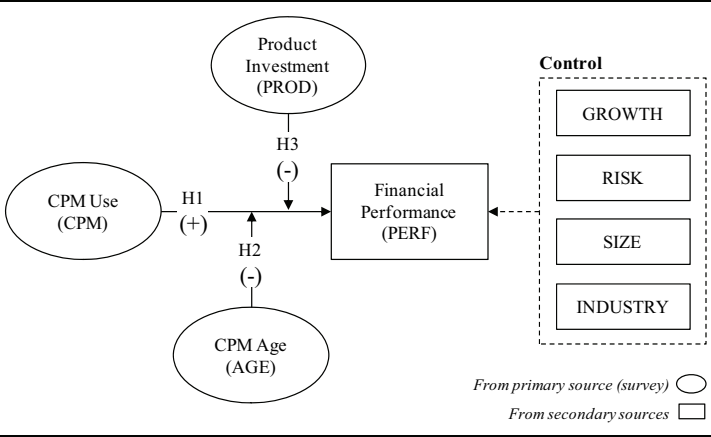 Product
Investment
(PROD)
H3
(-)
CPM Use
(CPM)
H1
(+)
H2
(-)
CPM Age
(AGE)
Financial
Performance
(PERF)
Control
GROWTH
RISK
SIZE
INDUSTRY
From primary source (survey)
From secondary sources